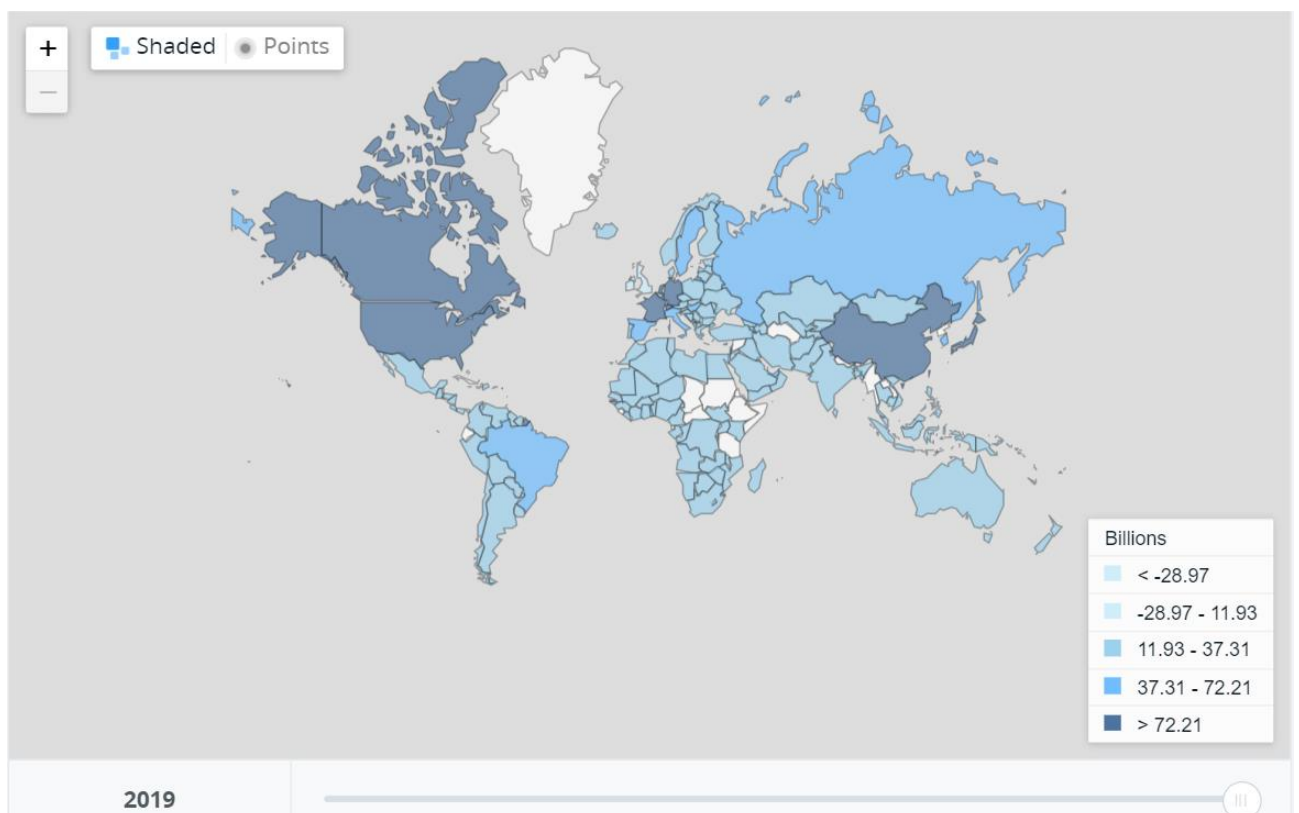 +
Shaded Points
−
Billions
< -28.97
-28.97 - 11.93
11.93 - 37.31
37.31 - 72.21
> 72.21
2019